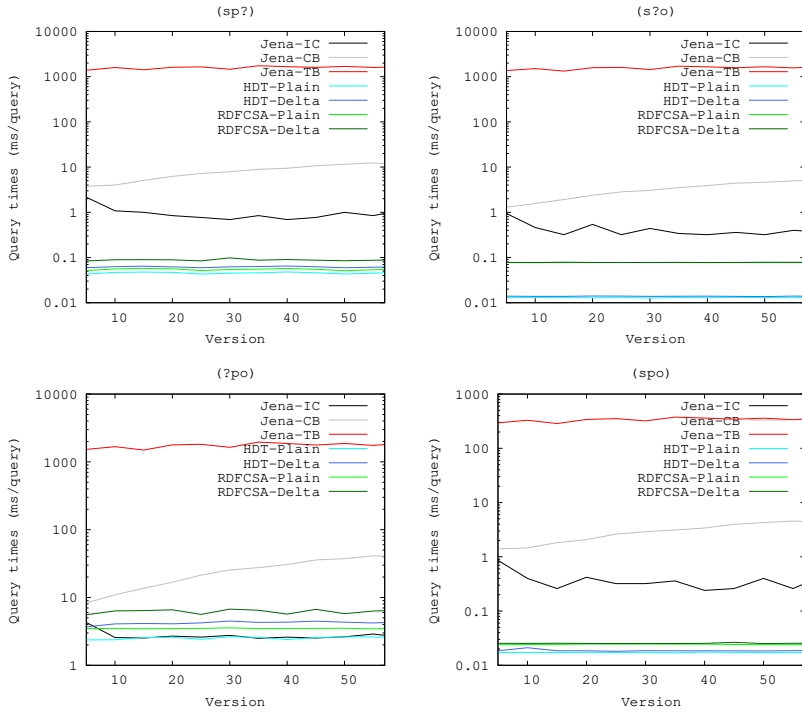 (sp?)
Query times (ms/query)
10000
1000
100
10
1
0.1
0.01
Jena-IC
Jena-CB
Jena-TB
HDT-Plain
HDT-Delta
RDFCSA-Plain
RDFCSA-Delta
10 20 30 40 50
Version
(s?o)
Query times (ms/query)
10000
1000
100
10
1
0.1
0.01
Jena-IC
Jena-CB
Jena-TB
HDT-Plain
HDT-Delta
RDFCSA-Plain
RDFCSA-Delta
10 20 30 40 50
Version
(?po)
Query times (ms/query)
10000
1000
100
10
1
Jena-IC
Jena-CB
Jena-TB
HDT-Plain
HDT-Delta
RDFCSA-Plain
RDFCSA-Delta
10 20 30 40 50
Version
(spo)
Query times (ms/query)
1000
100
10
1
0.1
0.01
Jena-IC
Jena-CB
Jena-TB
HDT-Plain
HDT-Delta
RDFCSA-Plain
RDFCSA-Delta
10 20 30 40 50
Version